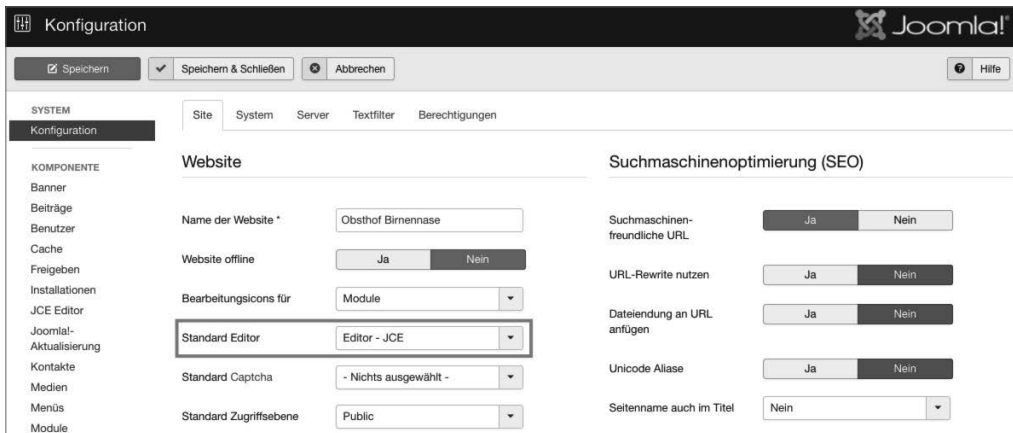 Konfiguration
Joomla!
Speichern
Speichern & Schließen
Abbrechen
Hilfe
SYSTEM
Konfiguration
KOMPONENTE
Banner
Beiträge
Benutzer
Cache
Freigeben
Installationen
JCE Editor
Joomla!-
Aktualisierung
Kontakte
Medien
Menüs
Module
Site
System
Server
Textfilter
Berechtigungen
Website
Name der Website * Obsthof Birnennase
Website offline Ja Nein
Bearbeitungsicons für Module
Standard Editor Editor - JCE
Standard Captcha - Nichts ausgewählt -
Standard Zugriffsebene Public
Suchmaschinenoptimierung (SEO)
Suchmaschinen-
freundliche URL Ja Nein
URL-Rewrite nutzen Ja Nein
Dateiendung an URL
anfügen Ja Nein
Unicode Aliase Ja Nein
Seitenname auch im Titel Nein